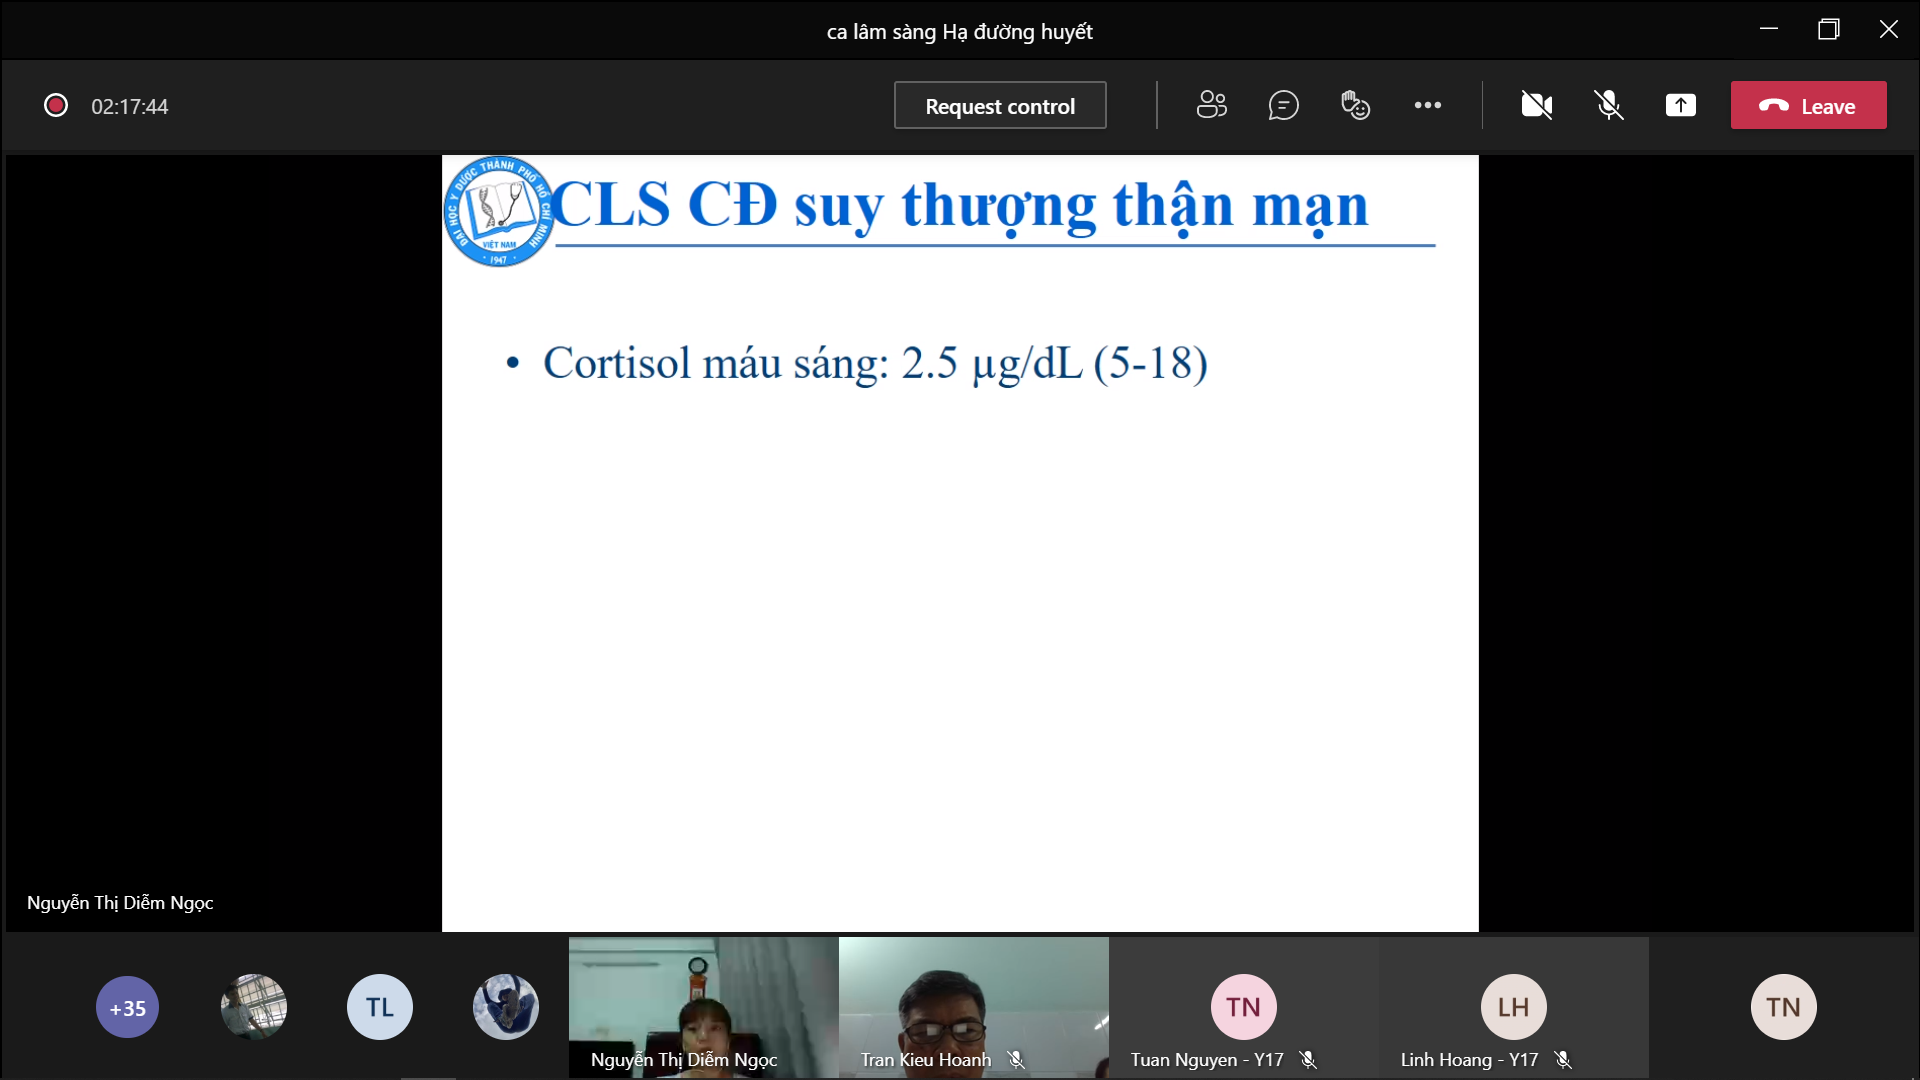 ca lâm sàng Hạ đường huyết
02:17:44
Request control
Leave
ĐẠI HỌC Y DƯỢC THÀNH PHỐ HỒ CHÍ MINH
VIỆT NAM
1947
CLS CĐ suy thượng thận mạn
• Cortisol máu sáng: 2.5 µg/dL (5-18)
Nguyễn Thị Diễm Ngọc
+35
TL
Nguyễn Thị Diễm Ngọc
Tran Kieu Hoanh
TN
Tuan Nguyen - Y17
LH
Linh Hoang - Y17
TN